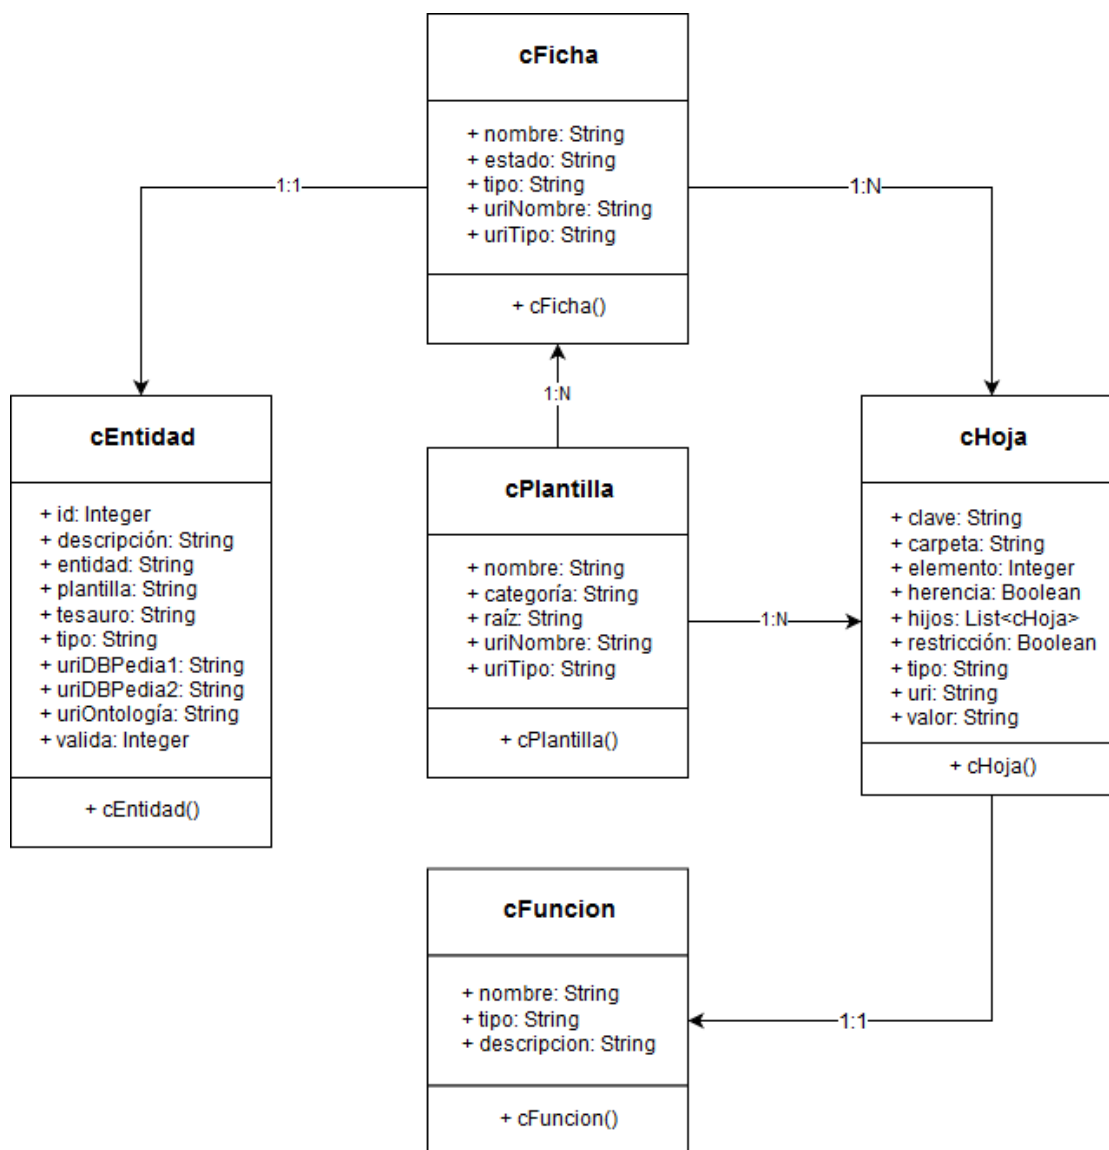 cFicha
+ nombre: String
+ estado: String
+ tipo: String
+ uriNombre: String
+ uriTipo: String
+ cFicha()
1:1
1:N
1:N
cEntidad
+ id: Integer
+ descripción: String
+ entidad: String
+ plantilla: String
+ tesauro: String
+ tipo: String
+ uriDBPedia1: String
+ uriDBPedia2: String
+ uriOntología: String
+ valida: Integer
+ cEntidad()
cPlantilla
+ nombre: String
+ categoría: String
+ raíz: String
+ uriNombre: String
+ uriTipo: String
+ cPlantilla()
1:N
cHoja
+ clave: String
+ carpeta: String
+ elemento: Integer
+ herencia: Boolean
+ hijos: List<cHoja>
+ restricción: Boolean
+ tipo: String
+ uri: String
+ valor: String
+ cHoja()
cFuncion
+ nombre: String
+ tipo: String
+ descripcion: String
+ cFuncion()
1:1